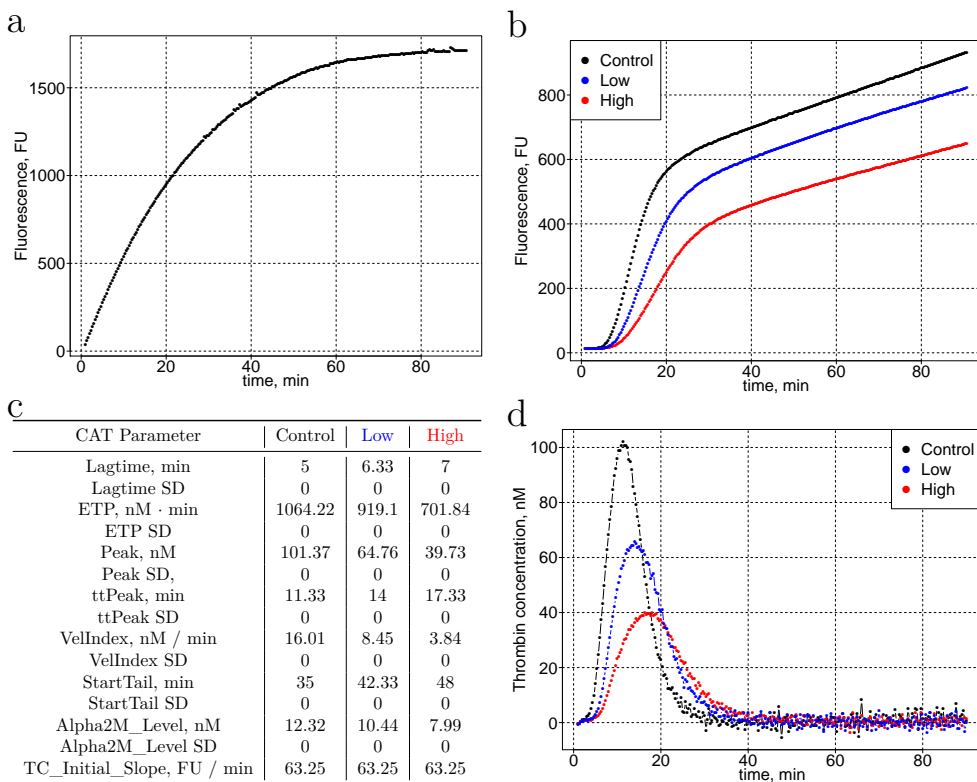 a
Fluorescence, FU
1500
1000
500
0
0 20 40 60 80
time, min
b
Control
Low
High
Fluorescence, FU
800
600
400
200
0
0 20 40 60 80
time, min
c
CAT Parameter Control Low High
Lagtime, min 5 6.33 7
Lagtime SD 0 0 0
ETP, nM · min 1064.22 919.1 701.84
ETP SD 0 0 0
Peak, nM 101.37 64.76 39.73
Peak SD, 0 0 0
ttPeak, min 11.33 14 17.33
ttPeak SD 0 0 0
VelIndex, nM / min 16.01 8.45 3.84
VelIndex SD 0 0 0
StartTail, min 35 42.33 48
StartTail SD 0 0 0
Alpha2M_Level, nM 12.32 10.44 7.99
Alpha2M_Level SD 0 0 0
TC_Initial_Slope, FU / min 63.25 63.25 63.25
d
Control
Low
High
Thrombin concentration, nM
100
80
60
40
20
0
0 20 40 60 80
time, min